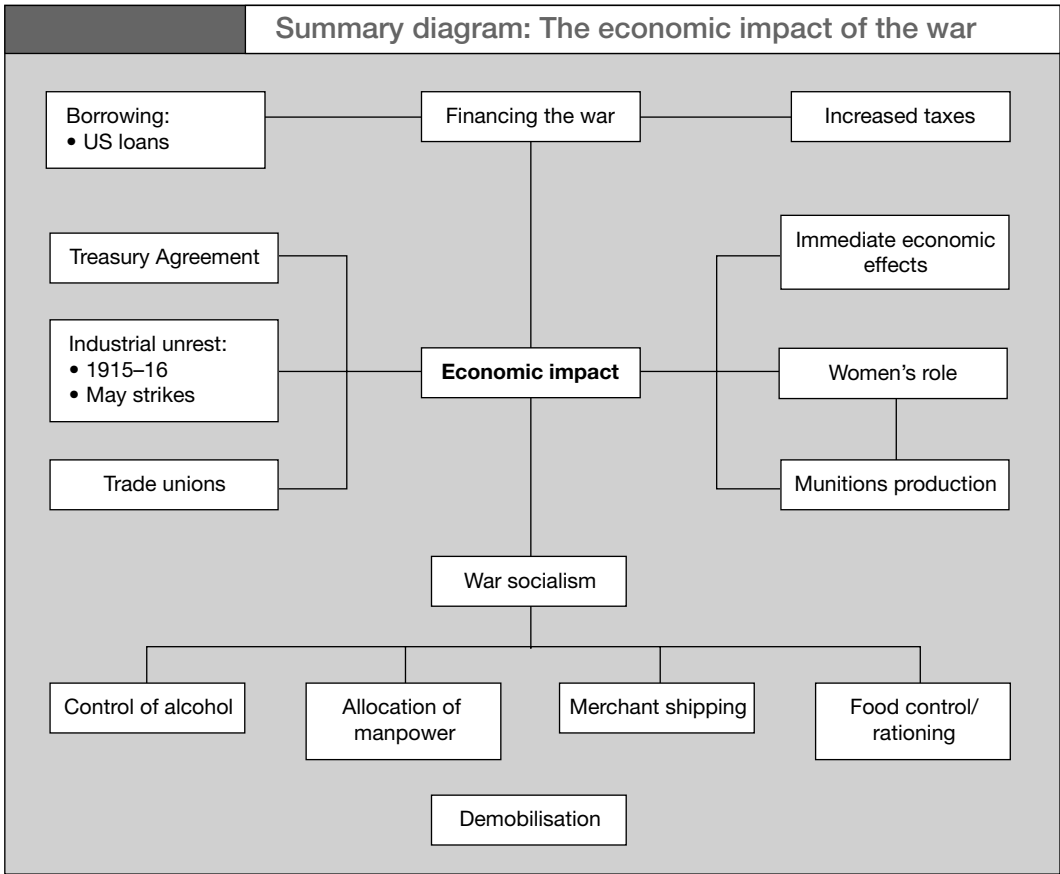 Summary diagram: The economic impact of the war
Borrowing:
• US loans
Financing the war
Increased taxes
Treasury Agreement
Immediate economic
effects
Industrial unrest:
• 1915–16
• May strikes
Economic impact
Women’s role
Trade unions
Munitions production
War socialism
Control of alcohol
Allocation of
manpower
Merchant shipping
Food control/
rationing
Demobilisation